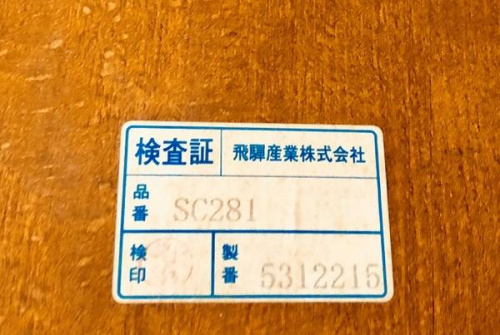 検査証 飛騨産業株式会社
品番 SC281
検印 製番 5312215